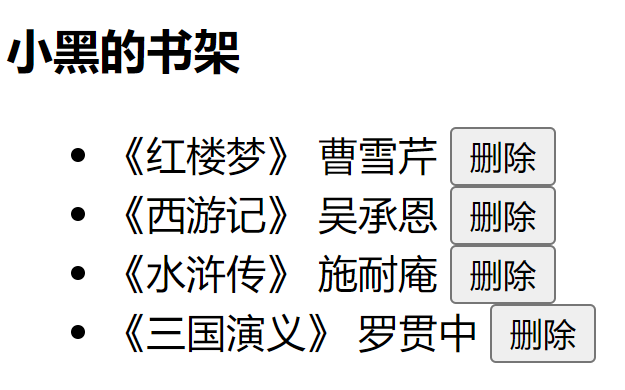 小黑的书架
《红楼梦》 曹雪芹 删除
《西游记》 吴承恩 删除
《水浒传》 施耐庵 删除
《三国演义》 罗贯中 删除